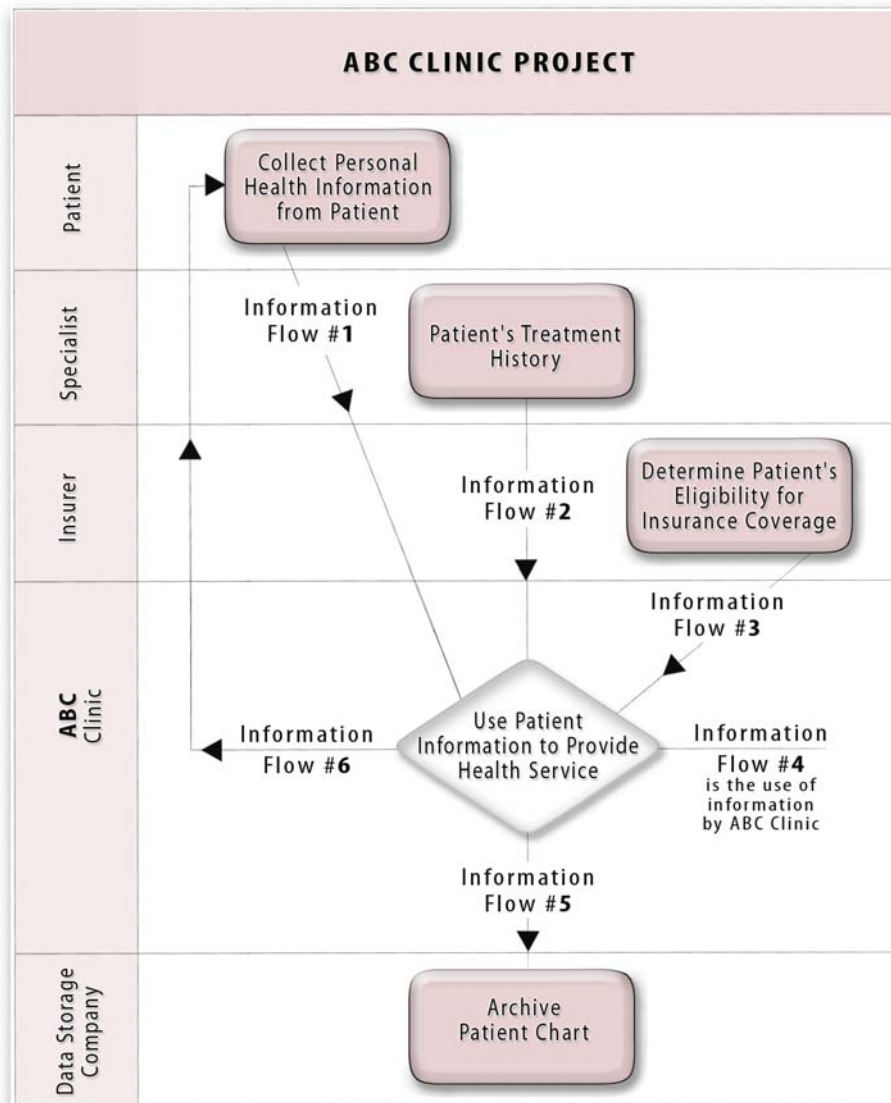 ABC CLINIC PROJECT
Patient
Collect Personal
Health Information
from Patient
Specialist
Information
Flow #1
Patient's Treatment
History
Insurer
Information
Flow #2
Determine Patient's
Eligibility for
Insurance Coverage
ABC
Clinic
Information
Flow #3
Use Patient
Information to Provide
Health Service
Information
Flow #4
is the use of
information
by ABC Clinic
Information
Flow #6
Information
Flow #5
Data Storage
Company
Archive
Patient Chart